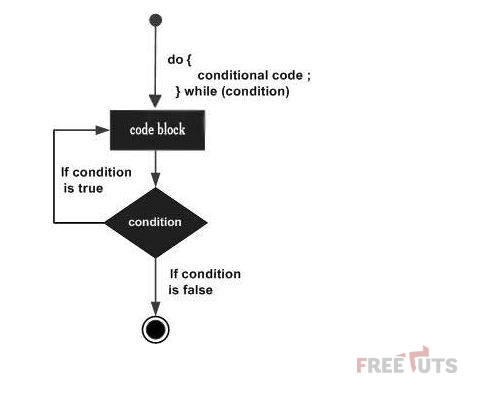 do {
conditional code ;
} while (condition)
code block
If condition
is true
condition
If condition
is false
FREETUTS